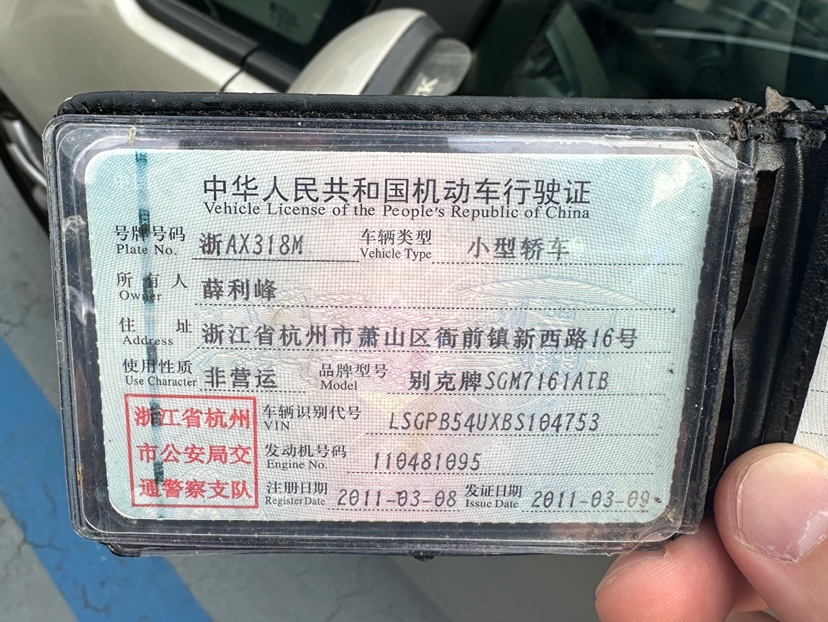 中华人民共和国机动车行驶证
Vehicle License of the People's Republic of China
号牌号码 浙AX318M 车辆类型 小型轿车
Plate No. Vehicle Type
所有人 薛利峰
Owner
住址 浙江省杭州市萧山区衙前镇新西路16号
Address
使用性质 非营运 品牌型号 别克牌SGM7161ATB
Use Character Model
浙江省杭州
市公安局交
通警察支队
车辆识别代号 LSGPB54UXBS104753
VIN
发动机号码 110481095
Engine No.
注册日期 2011-03-08 发证日期 2011-03-09
Register Date Issue Date